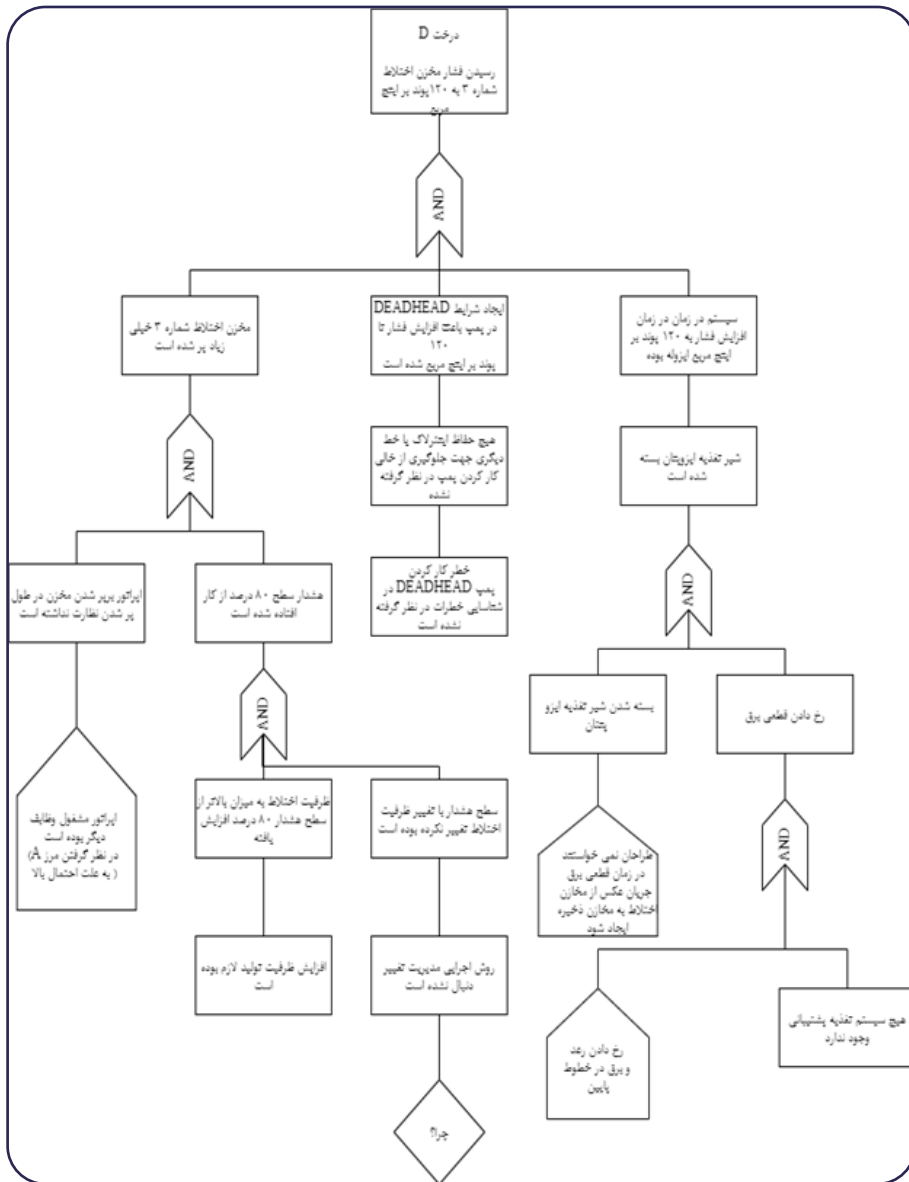 درخت D
رسیدن فشار مخزن اختلاط
شماره ۳ به ۱۲۰پوند بر اینچ
مربع
AND
مخزن اختلاط شماره ۳ خیلی
زیاد پر شده است
ایجاد شرایط DEADHEAD
در پمپ باعث افزایش فشار تا
۱۲۰
پوند بر اینچ مربع شده است
سیستم در زمان در زمان
افزایش فشار به ۱۲۰ پوند بر
اینچ مربع ایزوله بوده
AND
هیچ حفاظ اینترلاک یا خط
دیگری جهت جلوگیری از خالی
کار کردن پمپ در نظر گرفته
نشده
شیر تغذیه ایزوپنتان بسته
شده است
اپراتور برپر شدن مخزن در طول
پر شدن نظارت نداشته است
هشدار سطح ۸۰ درصد از کار
افتاده شده است
خطر کار کردن
پمپ DEADHEAD در
شناسایی خطرات در نظر گرفته
نشده است
AND
AND
بسته شدن شیر تغذیه ایزو
پنتان
رخ دادن قطعی برق
اپراتور مشغول وظایف
دیگر بوده است
در نظر گرفتن مرز A)
( به علت احتمال بالا
ظرفیت اختلاط به میزان بالاتر از
سطح هشدار ۸۰ درصد افزایش
یافته
سطح هشدار با تغییر ظرفیت
اختلاط تغییر نکرده بوده است
طراحان نمی خواستند
در زمان قطعی برق
جریان عکس از مخازن
اختلاط به مخازن ذخیره
ایجاد شود
AND
افزایش ظرفیت تولید لازم بوده
است
روش اجرایی مدیریت تغییر
دنبال نشده است
رخ دادن رعد
و برق در خطوط
پایین
هیچ سیستم تغذیه پشتیبانی
وجود ندارد
چرا؟